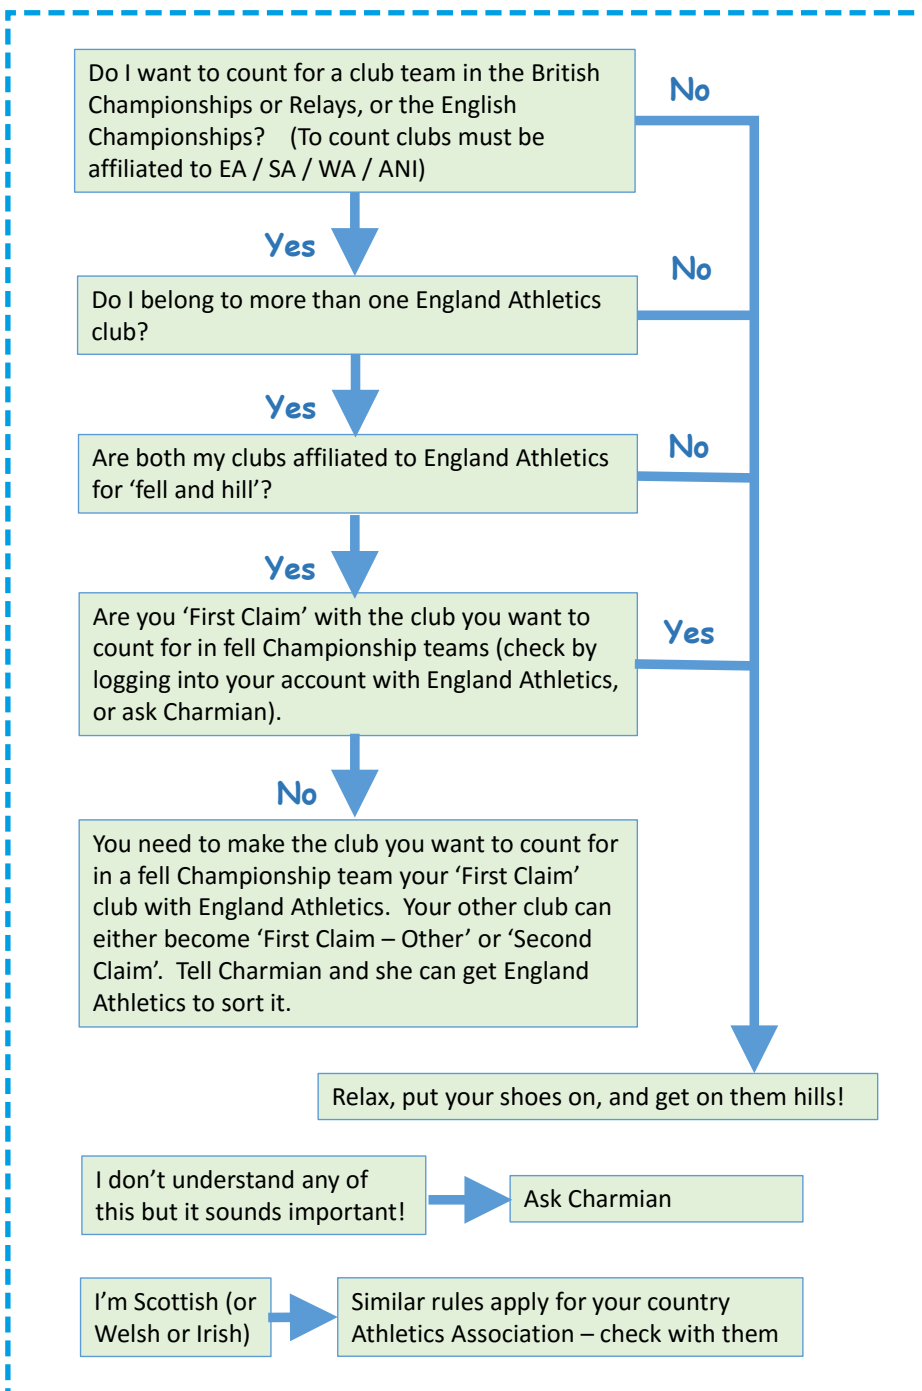 Do I want to count for a club team in the British
Championships or Relays, or the English
Championships?    (To count clubs must be
affiliated to EA / SA / WA / ANI)
No
Yes
Do I belong to more than one England Athletics
club?
No
Yes
Are both my clubs affiliated to England Athletics
for ‘fell and hill’?
No
Yes
Are you ‘First Claim’ with the club you want to
count for in fell Championship teams (check by
logging into your account with England Athletics,
or ask Charmian).
Yes
No
You need to make the club you want to count for
in a fell Championship team your ‘First Claim’
club with England Athletics.  Your other club can
either become ‘First Claim – Other’ or ‘Second
Claim’.  Tell Charmian and she can get England
Athletics to sort it.
Relax, put your shoes on, and get on them hills!
I don’t understand any of
this but it sounds important!
Ask Charmian
I’m Scottish (or
Welsh or Irish)
Similar rules apply for your country
Athletics Association – check with them